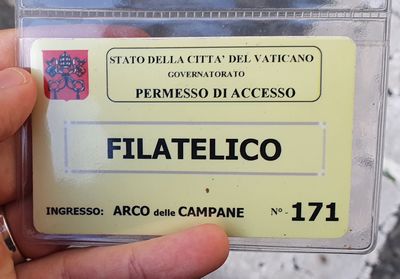 STATO DELLA CITTA' DEL VATICANO
GOVERNATORATO
PERMESSO DI ACCESSO
FILATELICO
INGRESSO: ARCO delle CAMPANE N° - 171